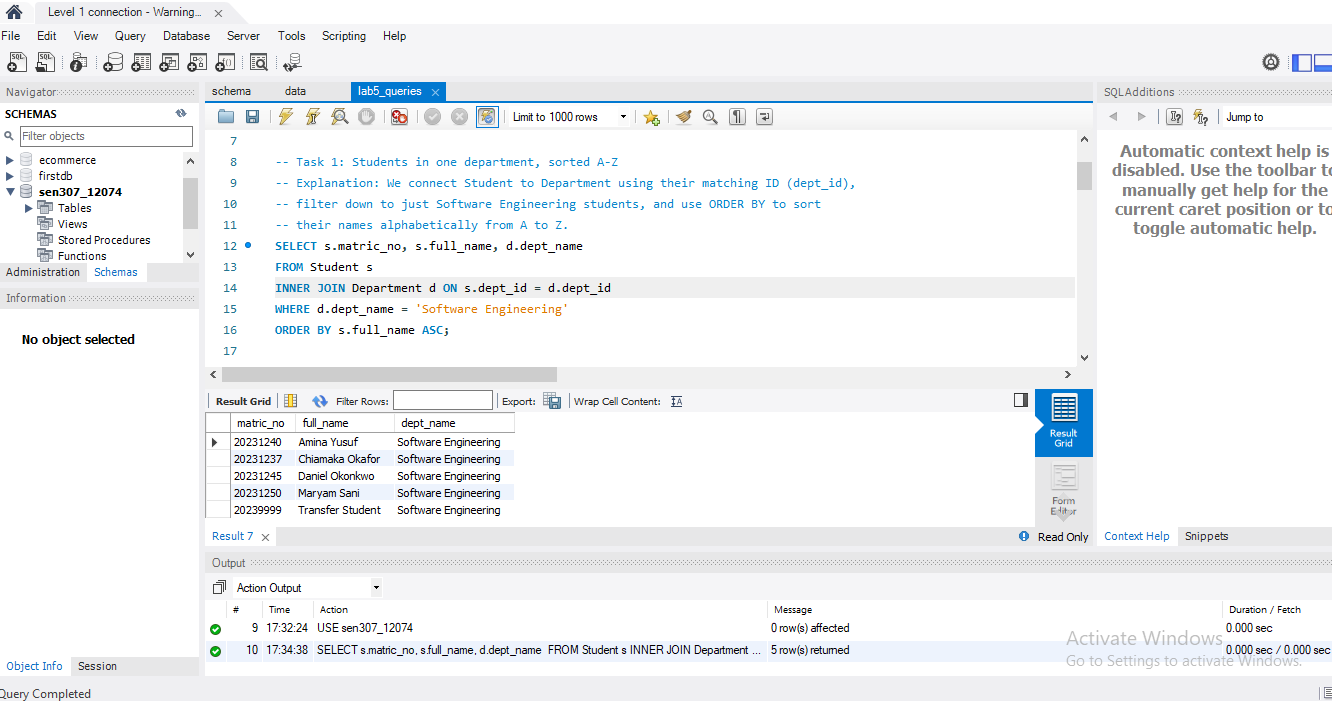 Level 1 connection - Warning...
File Edit View Query Database Server Tools Scripting Help
Navigator
SCHEMAS
Filter objects
ecommerce
firstdb
sen307_12074
Tables
Views
Stored Procedures
Functions
Administration Schemas
Information
No object selected
Object Info Session
schema data lab5_queries
Limit to 1000 rows
7
8 -- Task 1: Students in one department, sorted A-Z
9 -- Explanation: We connect Student to Department using their matching ID (dept_id),
10 -- filter down to just Software Engineering students, and use ORDER BY to sort
11 -- their names alphabetically from A to Z.
12 SELECT s.matric_no, s.full_name, d.dept_name
13 FROM Student s
14 INNER JOIN Department d ON s.dept_id = d.dept_id
15 WHERE d.dept_name = 'Software Engineering'
16 ORDER BY s.full_name ASC;
17
Result Grid Filter Rows: Export: Wrap Cell Content:
matric_no full_name dept_name
20231240 Amina Yusuf Software Engineering
20231237 Chiamaka Okafor Software Engineering
20231245 Daniel Okonkwo Software Engineering
20231250 Maryam Sani Software Engineering
20239999 Transfer Student Software Engineering
Result
Grid
Form
Editor
Result 7 Read Only
Output
Action Output
# Time Action Message Duration / Fetch
9 17:32:24 USE sen307_12074 0 row(s) affected 0.000 sec
10 17:34:38 SELECT s.matric_no, s.full_name, d.dept_name FROM Student s INNER JOIN Department ... 5 row(s) returned 0.000 sec / 0.000 sec
SQLAdditions
Jump to
Automatic context help is
disabled. Use the toolbar to
manually get help for the
current caret position or to
toggle automatic help.
Context Help Snippets
Activate Windows
Go to Settings to activate Windows.
Query Completed